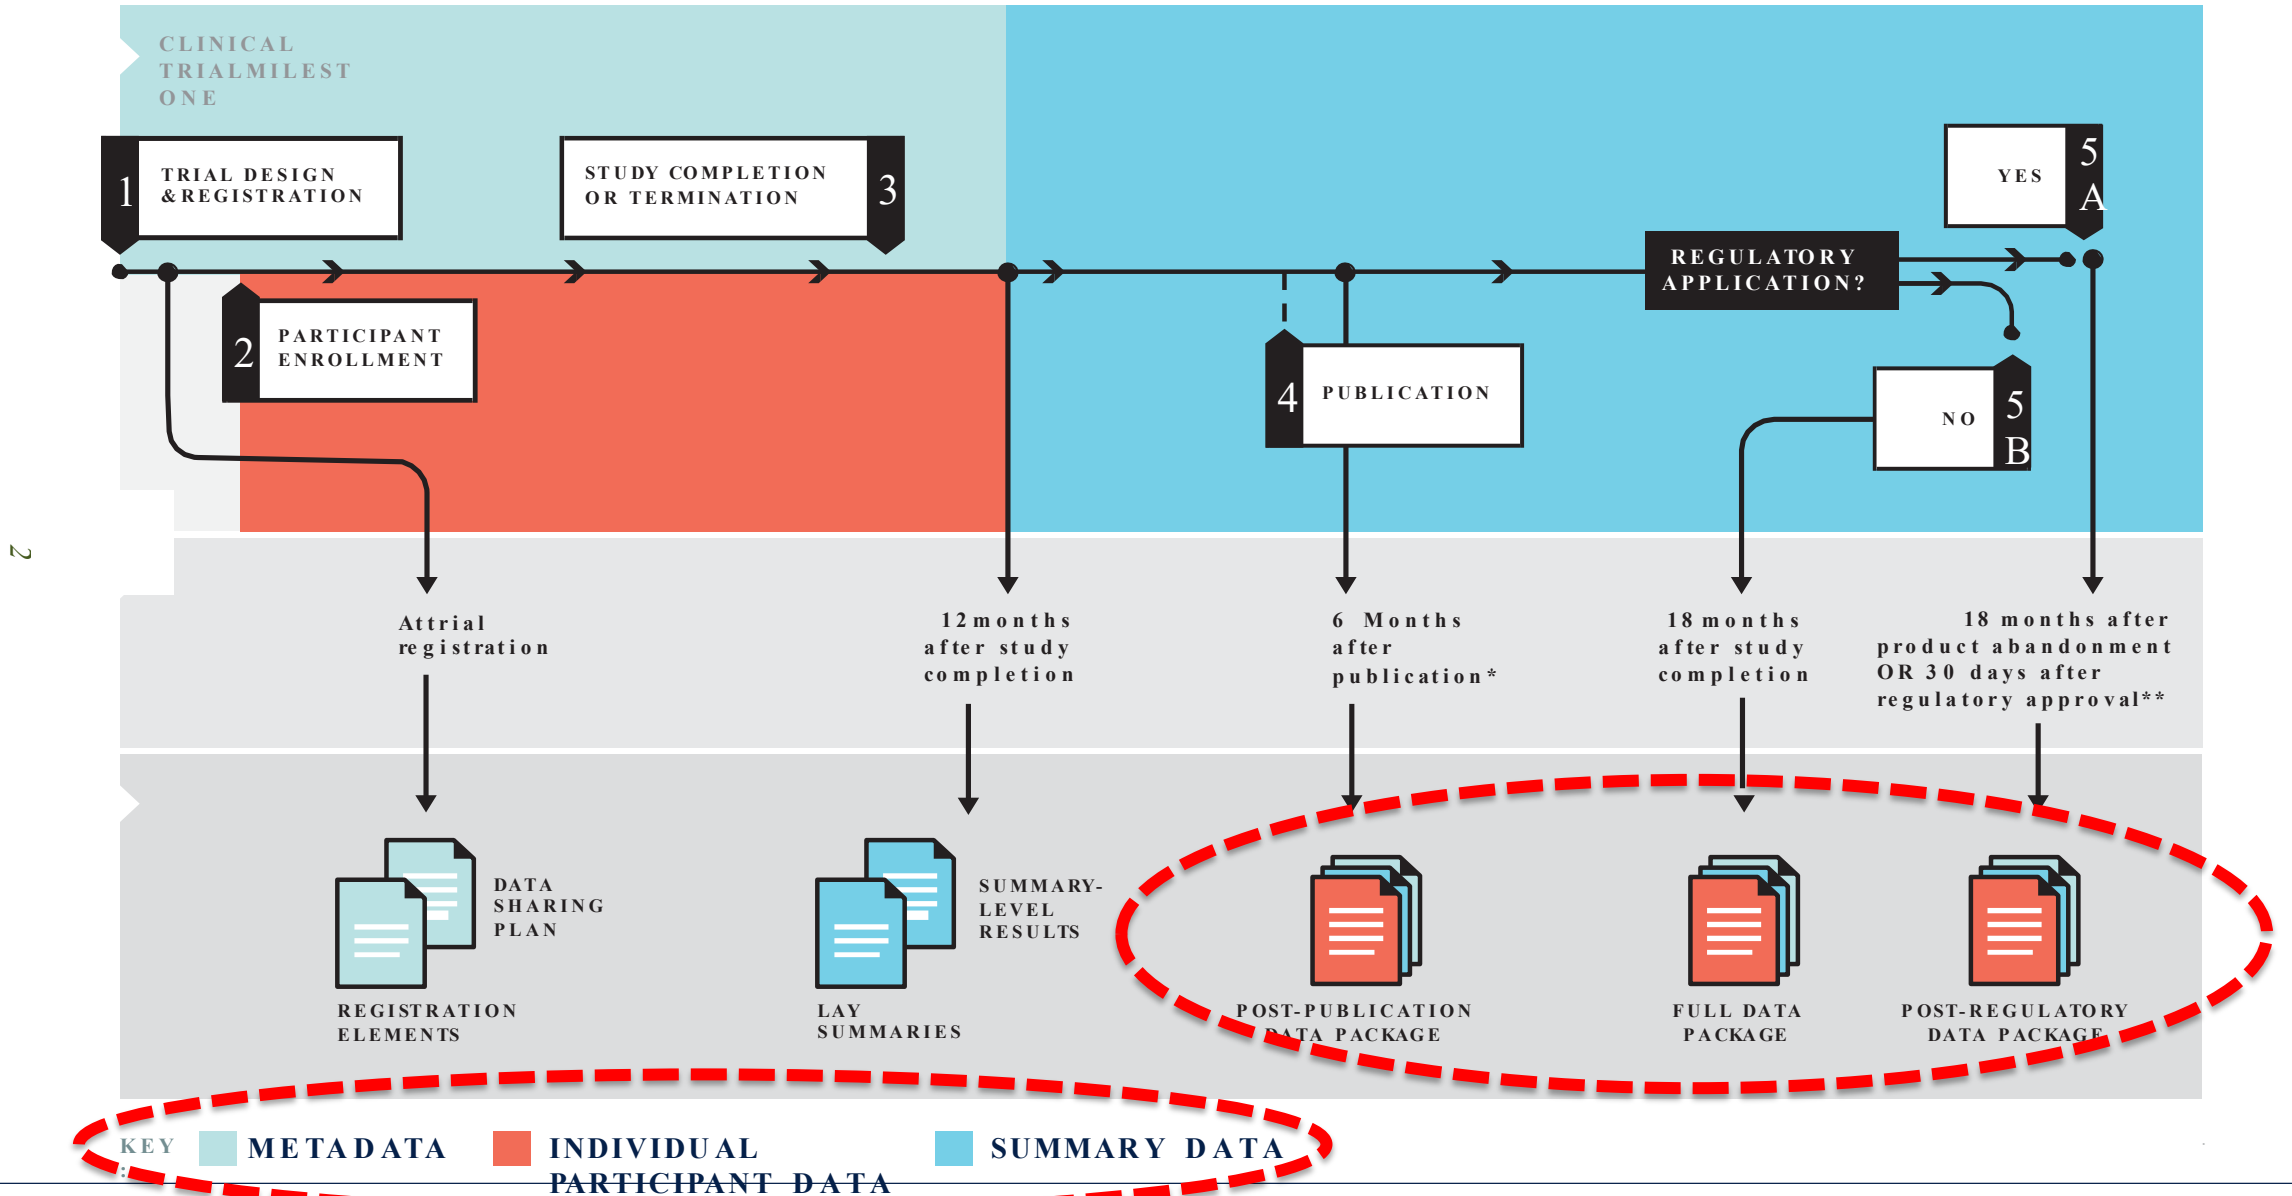 CLINICAL
TRIALMILEST
ONE
1
TRIAL DESIGN
&REGISTRATION
STUDY COMPLETION
OR TERMINATION
3
YES
5
A
REGULATORY
APPLICATION?
2
PARTICIPANT
ENROLLMENT
4
PUBLICATION
NO
5
B
2
Attrial
registration
12months
after study
completion
6 Months
after
publication*
18 months
after study
completion
18 months after
product abandonment
OR 30 days after
regulatory approval**
DATA
SHARING
PLAN
REGISTRATION
ELEMENTS
SUMMARY-
LEVEL
RESULTS
LAY
SUMMARIES
POST-PUBLICATION
DATA PACKAGE
FULL DATA
PACKAGE
POST-REGULATORY
DATA PACKAGE
KEY
:
METADATA
INDIVIDUAL
PARTICIPANT DATA
SUMMARY DATA